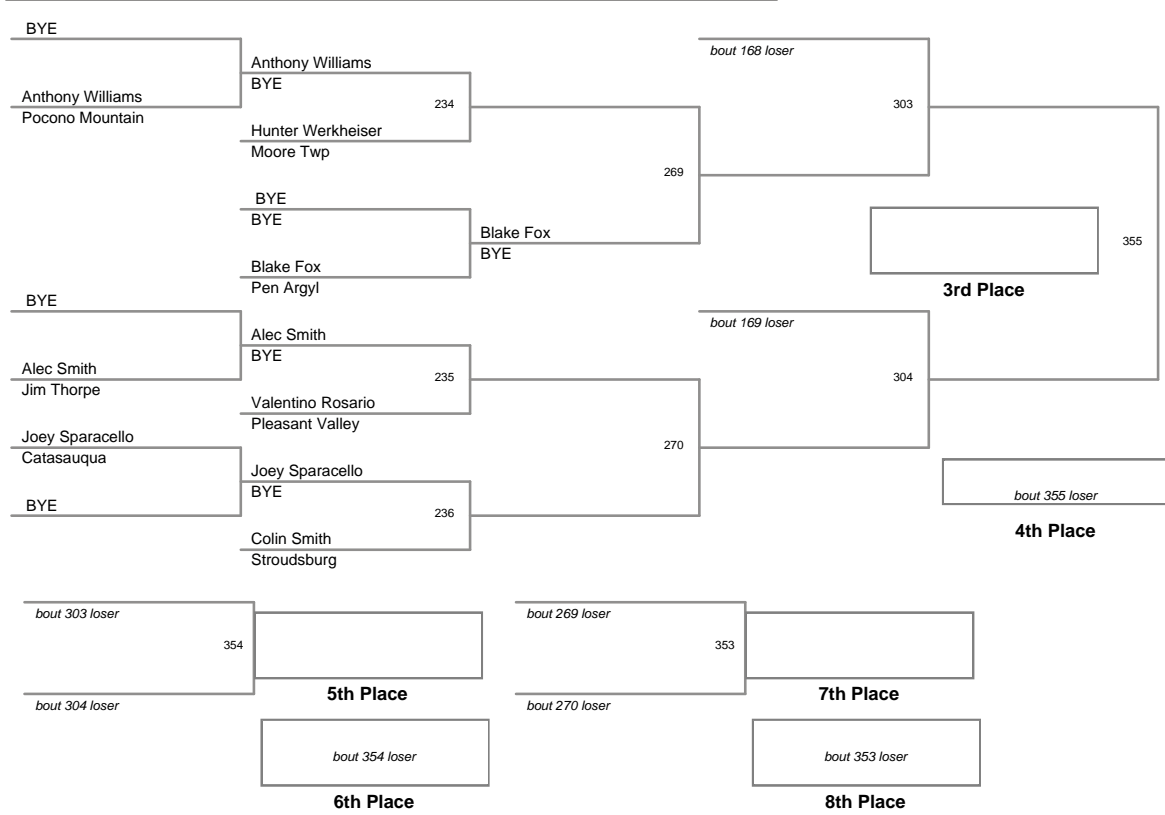 BYE
Anthony Williams
Pocono Mountain
Anthony Williams
BYE
234
Hunter Werkheiser
Moore Twp
BYE
BYE
Blake Fox
Pen Argyl
Blake Fox
BYE
269
bout 168 loser
303
BYE
Alec Smith
Jim Thorpe
Alec Smith
BYE
235
Valentino Rosario
Pleasant Valley
Joey Sparacello
Catasauqua
BYE
Joey Sparacello
BYE
236
Colin Smith
Stroudsburg
270
bout 169 loser
304
355
3rd Place
bout 355 loser
4th Place
bout 303 loser
354
bout 304 loser
5th Place
bout 354 loser
6th Place
bout 269 loser
353
bout 270 loser
7th Place
bout 353 loser
8th Place